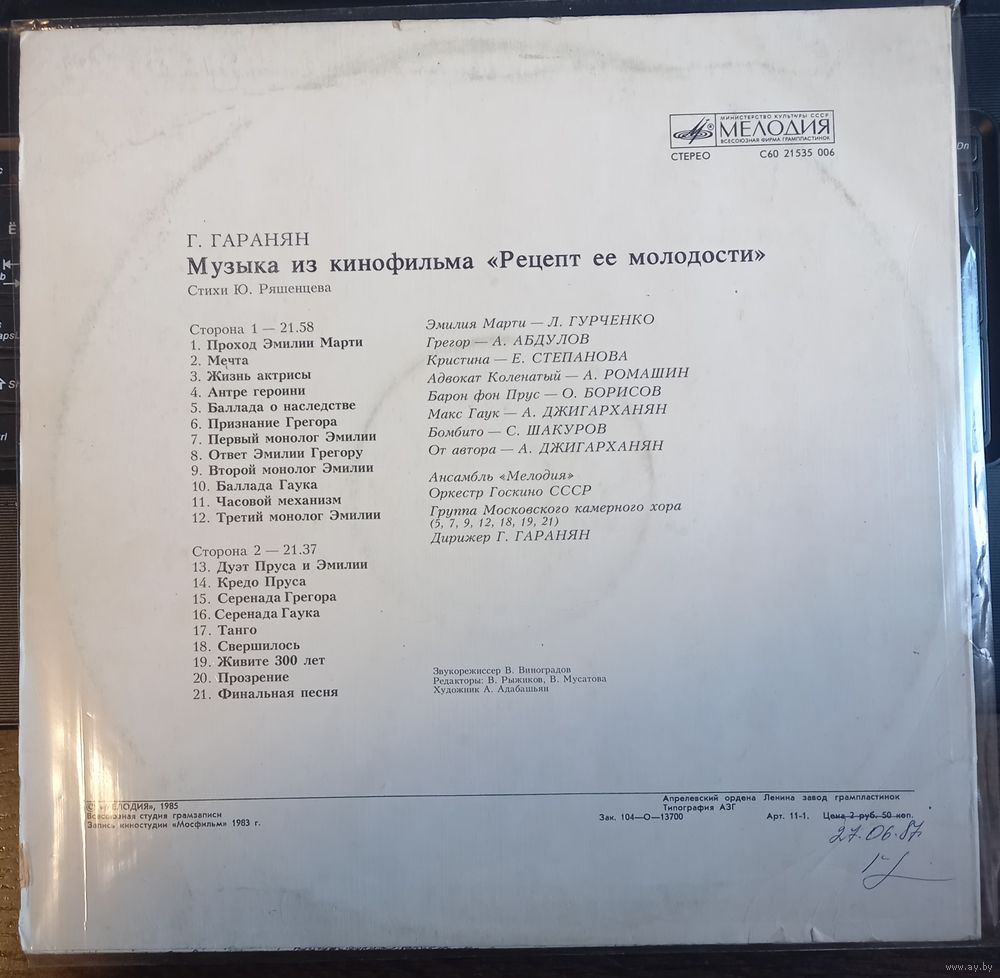 МИНИСТЕРСТВО КУЛЬТУРЫ СССР
МЕЛОДИЯ
ВСЕСОЮЗНАЯ ФИРМА ГРАМПЛАСТИНОК
СТЕРЕО С60 21535 006
Г. ГАРАНЯН
Музыка из кинофильма «Рецепт ее молодости»
Стихи Ю. Ряшенцева
Сторона 1 — 21.58
1. Проход Эмилии Марти
2. Мечта
3. Жизнь актрисы
4. Антре героини
5. Баллада о наследстве
6. Признание Грегора
7. Первый монолог Эмилии
8. Ответ Эмилии Грегору
9. Второй монолог Эмилии
10. Баллада Гаука
11. Часовой механизм
12. Третий монолог Эмилии
Сторона 2 — 21.37
13. Дуэт Пруса и Эмилии
14. Кредо Пруса
15. Серенада Грегора
16. Серенада Гаука
17. Танго
18. Свершилось
19. Живите 300 лет
20. Прозрение
21. Финальная песня
Эмилия Марти — Л. ГУРЧЕНКО
Грегор — А. АБДУЛОВ
Кристина — Е. СТЕПАНОВА
Адвокат Коленатый — А. РОМАШИН
Барон фон Прус — О. БОРИСОВ
Макс Гаук — А. ДЖИГАРХАНЯН
Бомбито — С. ШАКУРОВ
От автора — А. ДЖИГАРХАНЯН
Ансамбль «Мелодия»
Оркестр Госкино СССР
Группа Московского камерного хора
(5, 7, 9, 12, 18, 19, 21)
Дирижер Г. ГАРАНЯН
Звукорежиссер В. Виноградов
Редакторы: В. Рыжиков, В. Мусатова
Художник А. Адабашьян
© «МЕЛОДИЯ», 1985
Всесоюзная студия грамзаписи
Запись киностудии «Мосфильм» 1983 г.
Апрелевский ордена Ленина завод грампластинок
Типография АЗГ
Зак. 104—О—13700 Арт. 11-1. Цена 2 руб. 50 коп.
27.06.87
www.ay.by